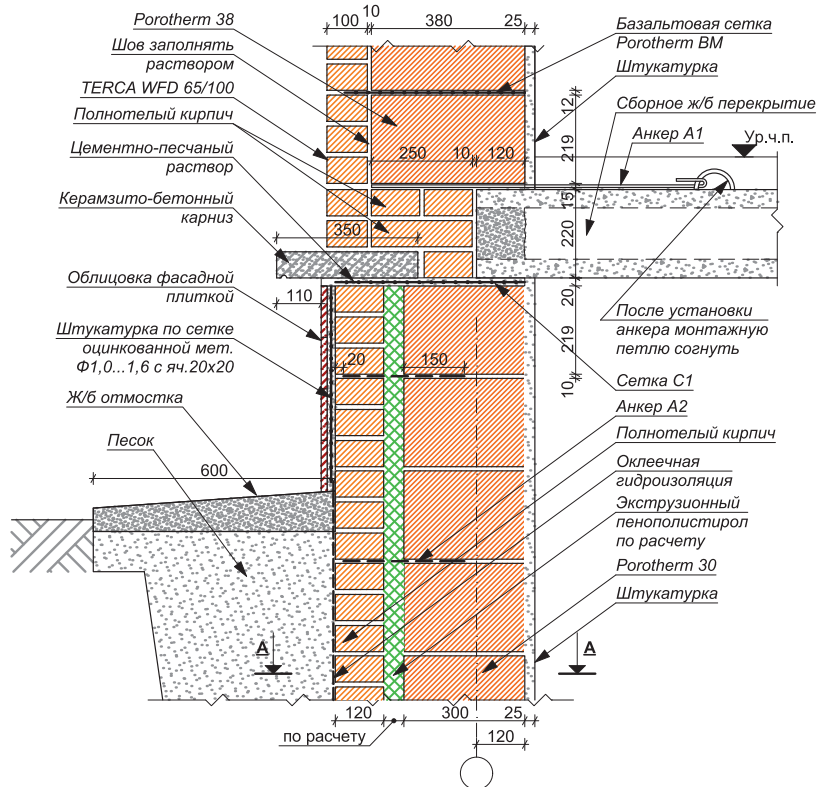 10
100
380
25
Porotherm 38
Шов заполнять
раствором
TERCA WFD 65/100
Полнотелый кирпич
Цементно-песчаный
раствор
Керамзито-бетонный
карниз
350
Облицовка фасадной
плиткой
110
Штукатурка по сетке
оцинкованной мет.
Ф1,0...1,6 с яч.20х20
Ж/б отмостка
Песок
600
250
10
120
20
150
Базальтовая сетка
Porotherm BM
Штукатурка
Сборное ж/б перекрытие
Анкер А1
Ур.ч.п.
12
219
15
220
20
219
10
После установки
анкера монтажную
петлю согнуть
Сетка С1
Анкер А2
Полнотелый кирпич
Оклеечная
гидроизоляция
Экструзионный
пенополистирол
по расчету
Porotherm 30
Штукатурка
А
А
120
300
25
по расчету
120